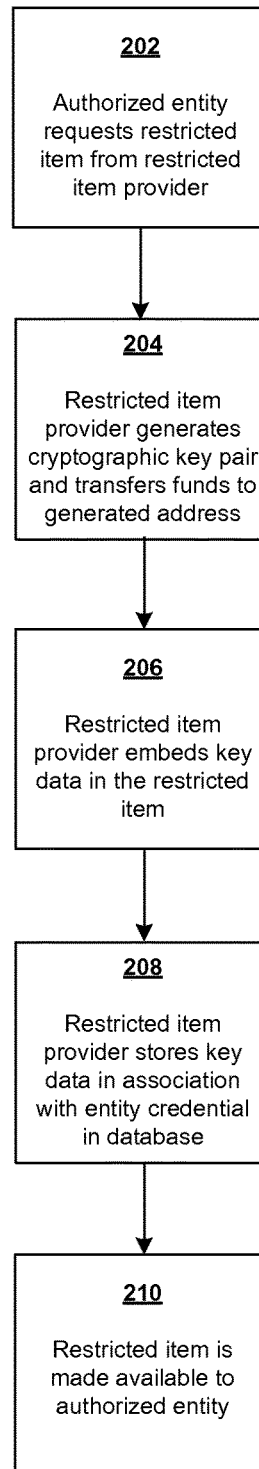 202
Authorized entity
requests restricted
item from restricted
item provider
204
Restricted item
provider generates
cryptographic key pair
and transfers funds to
generated address
206
Restricted item
provider embeds key
data in the restricted
item
208
Restricted item
provider stores key
data in association
with entity credential
in database
210
Restricted item is
made available to
authorized entity